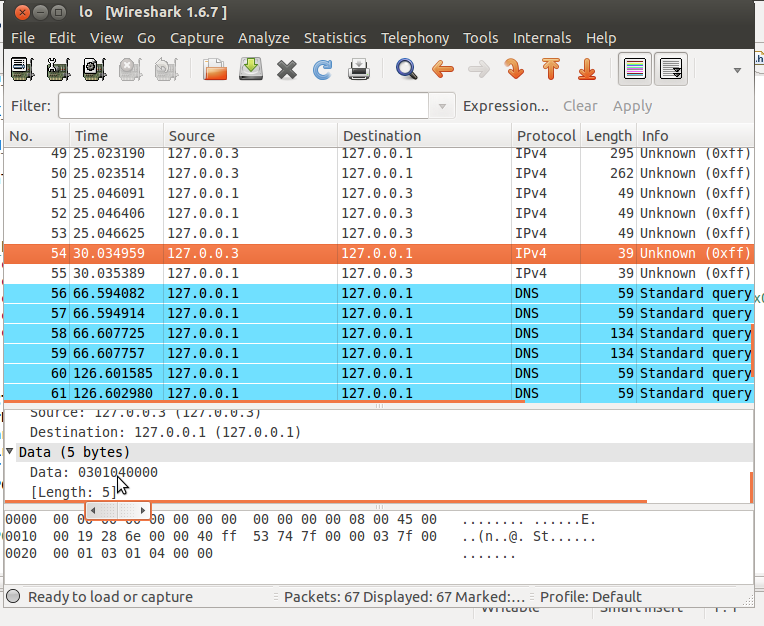 lo [Wireshark 1.6.7 ]
File Edit View Go Capture Analyze Statistics Telephony Tools Internals Help
Filter: Expression... Clear Apply
No. Time Source Destination Protocol Length Info
49 25.023190 127.0.0.3 127.0.0.1 IPv4 295 Unknown (0xff)
50 25.023514 127.0.0.3 127.0.0.1 IPv4 262 Unknown (0xff)
51 25.046091 127.0.0.1 127.0.0.3 IPv4 49 Unknown (0xff)
52 25.046406 127.0.0.1 127.0.0.3 IPv4 49 Unknown (0xff)
53 25.046625 127.0.0.1 127.0.0.3 IPv4 49 Unknown (0xff)
54 30.034959 127.0.0.3 127.0.0.1 IPv4 39 Unknown (0xff)
55 30.035389 127.0.0.1 127.0.0.3 IPv4 39 Unknown (0xff)
56 66.594082 127.0.0.1 127.0.0.1 DNS 59 Standard query
57 66.594914 127.0.0.1 127.0.0.1 DNS 59 Standard query
58 66.607725 127.0.0.1 127.0.0.1 DNS 134 Standard query
59 66.607757 127.0.0.1 127.0.0.1 DNS 134 Standard query
60 126.601585 127.0.0.1 127.0.0.1 DNS 59 Standard query
61 126.602980 127.0.0.1 127.0.0.1 DNS 59 Standard query
Source: 127.0.0.3 (127.0.0.3)
Destination: 127.0.0.1 (127.0.0.1)
Data (5 bytes)
Data: 0301040000
[Length: 5]
0000 00 00 00 00 00 00 00 00 00 00 00 00 08 00 45 00 ........ ......E.
0010 00 19 28 6e 00 00 40 ff 53 74 7f 00 00 03 7f 00 ..(n..@. St......
0020 00 01 03 01 04 00 00 .......
Ready to load or capture Packets: 67 Displayed: 67 Marked:... Profile: Default
Writable Smart Insert